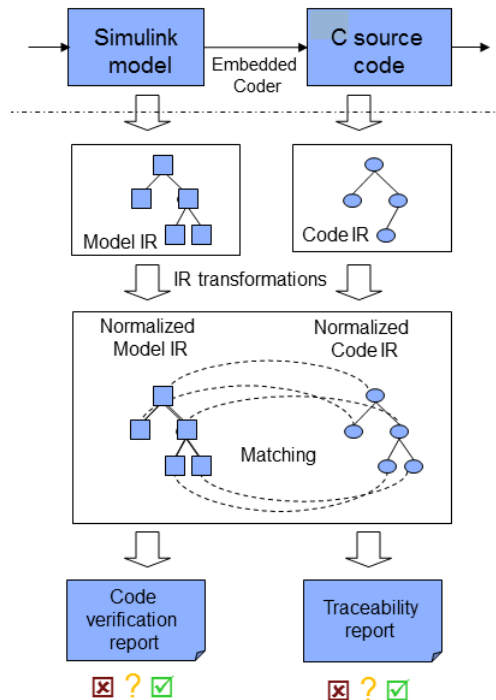 Simulink
model
Embedded
Coder
C source
code
Model IR
Code IR
IR transformations
Normalized
Model IR
Normalized
Code IR
Matching
Code
verification
report
Traceability
report
?
?